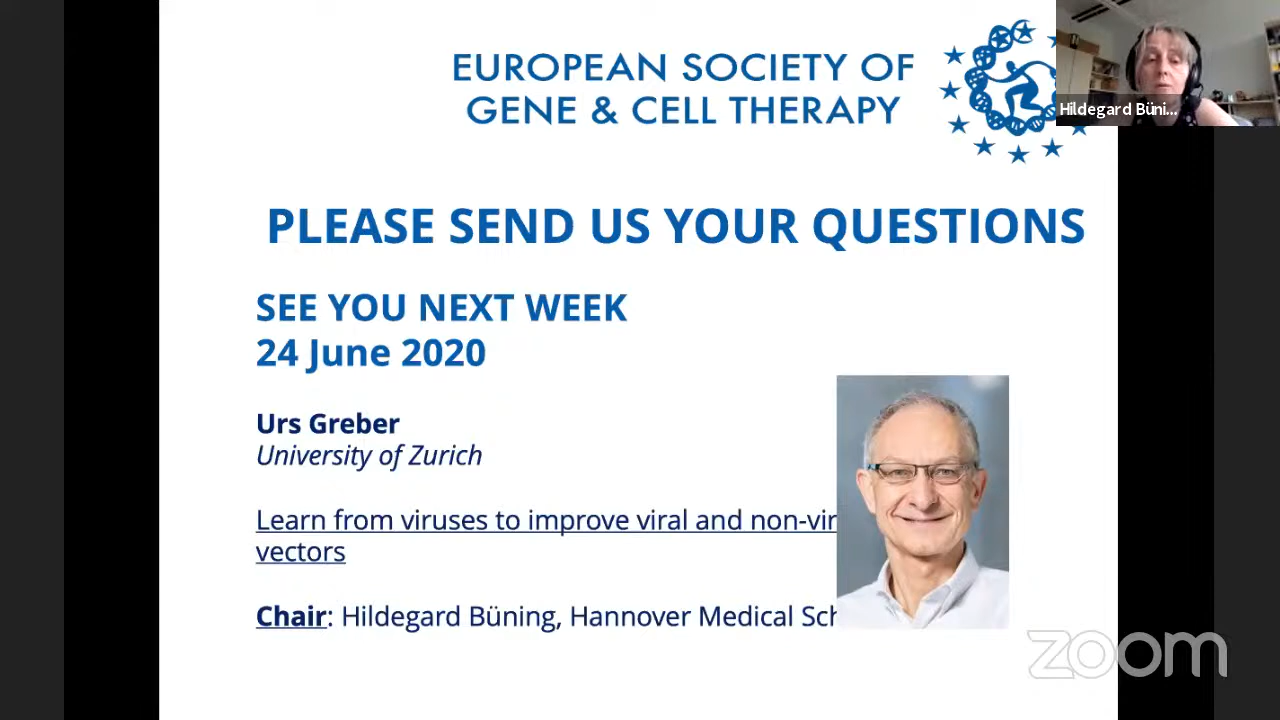 EUROPEAN SOCIETY OF
GENE & CELL THERAPY
Hildegard Büni...
PLEASE SEND US YOUR QUESTIONS
SEE YOU NEXT WEEK
24 June 2020
Urs Greber
University of Zurich
Learn from viruses to improve viral and non-vir
vectors
Chair: Hildegard Büning, Hannover Medical Sch
zoom